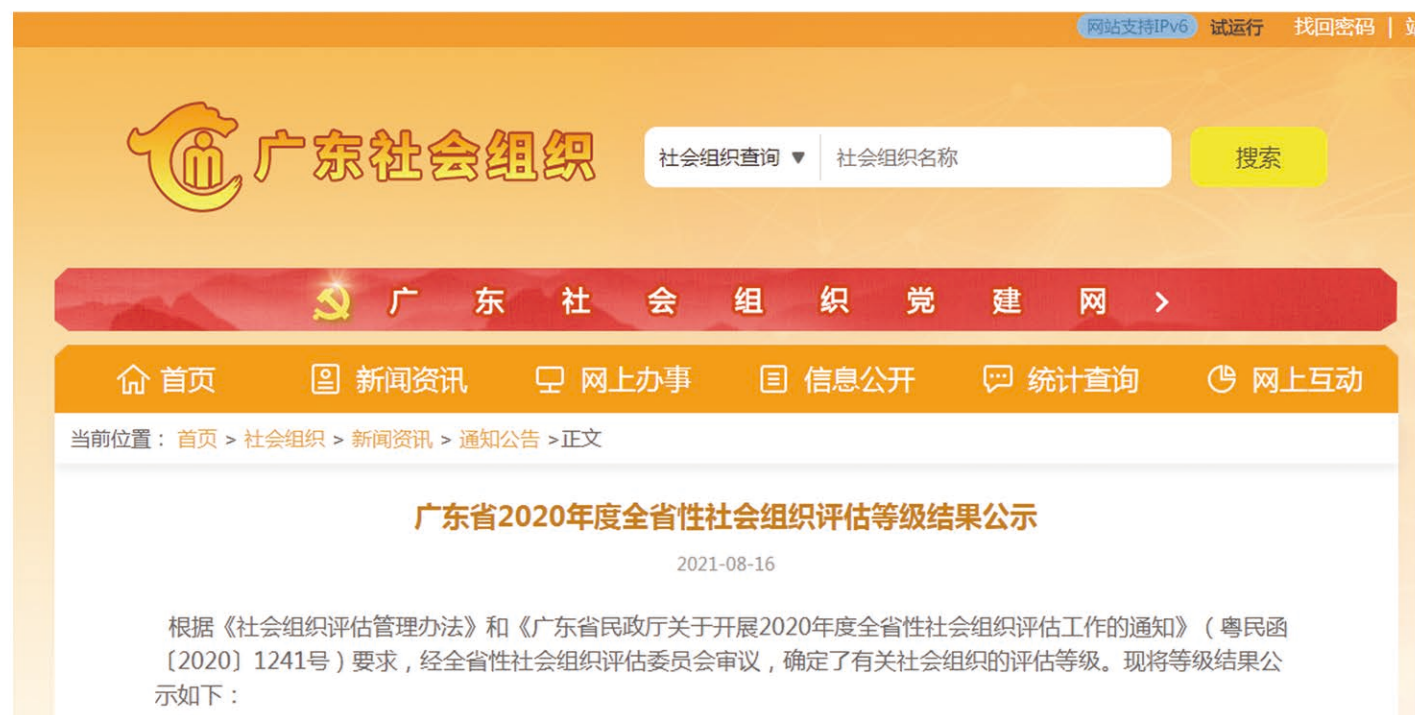 网站支持IPv6 试运行 找回密码 |
广东社会组织 社会组织查询 ▼ 社会组织名称 搜索
广东社会组织党建网 >
首页 新闻资讯 网上办事 信息公开 统计查询 网上互动
当前位置：首页 > 社会组织 > 新闻资讯 > 通知公告 >正文
广东省2020年度全省性社会组织评估等级结果公示
2021-08-16
根据《社会组织评估管理办法》和《广东省民政厅关于开展2020年度全省性社会组织评估工作的通知》（粤民函
〔2020〕1241号）要求，经全省性社会组织评估委员会审议，确定了有关社会组织的评估等级。现将等级结果公
示如下：